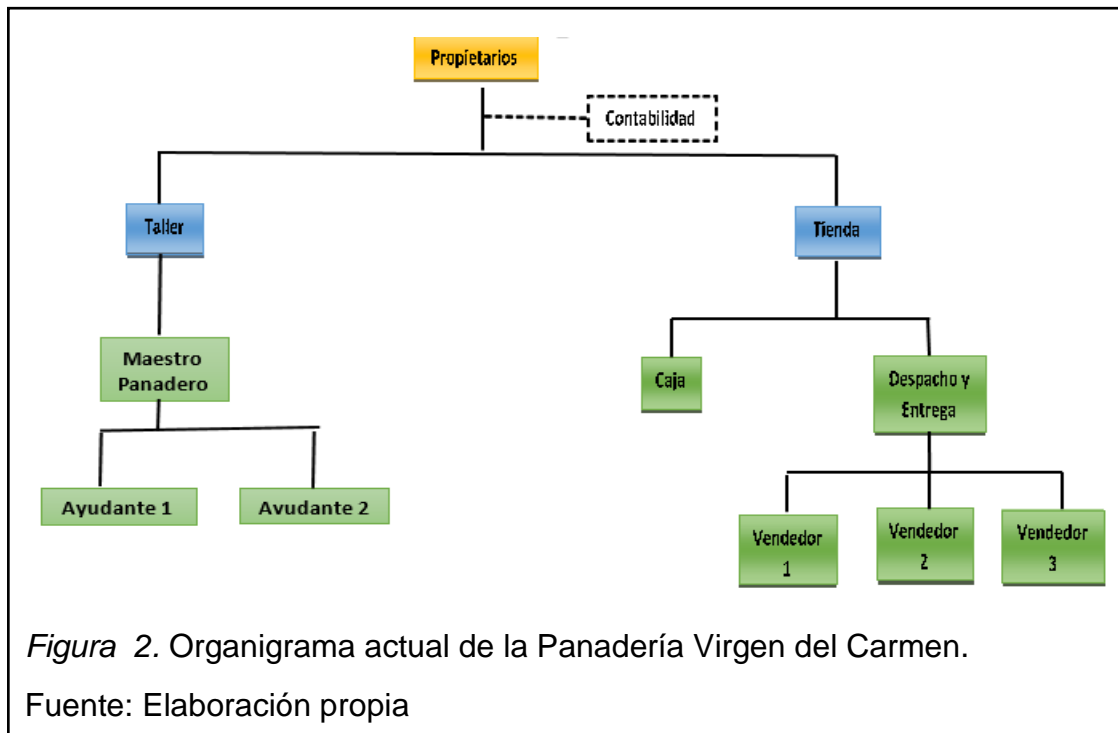 Propietarios
Contabilidad
Taller
Tienda
Maestro
Panadero
Caja
Despacho y
Entrega
Ayudante 1
Avudante 2
Vendedor
1
Vendedor
2
Vendedor
3
Figura 2. Organigrama actual de la Panadería Virgen del Carmen.
Fuente: Elaboración propia